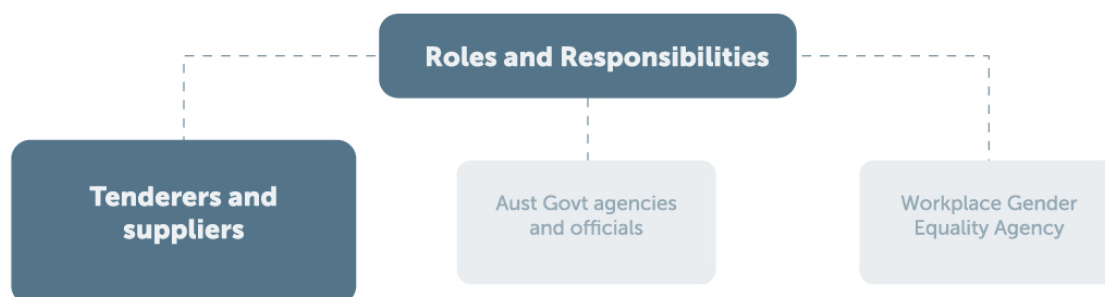 Roles and Responsibilities
Tenderers and
suppliers
Aust Govt agencies
and officials
Workplace Gender
Equality Agency